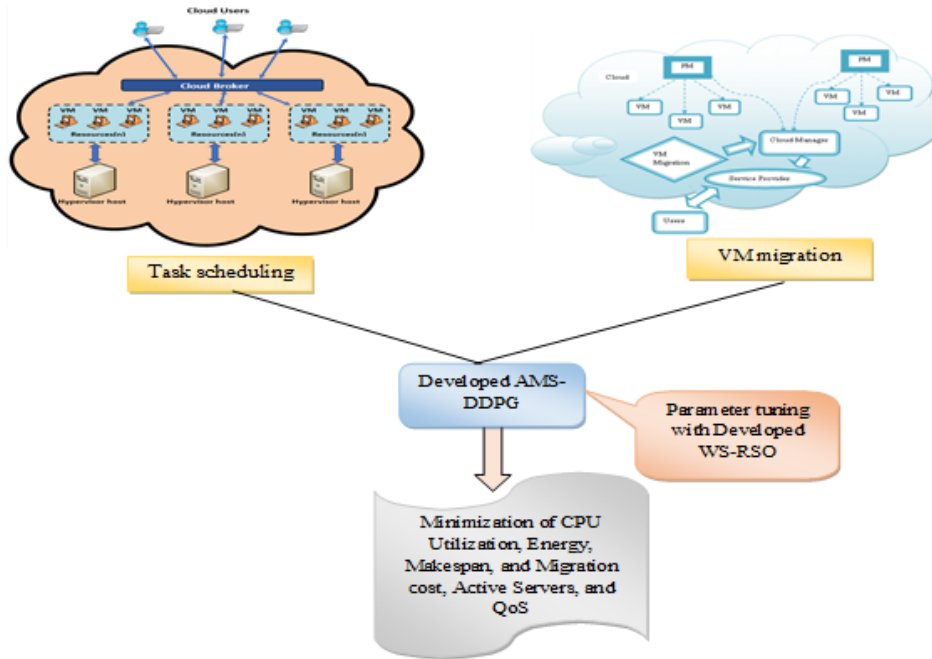 Cloud Users
Cloud Broker
VM VM VM
VM VM VM
VM VM VM
Resources(n)
Resources(n)
Resources(n)
Hypervisor host
Hypervisor host
Hypervisor host
Task scheduling
Cloud
PM
PM
VM
VM
VM
VM
VM
VM
VM
Migration
Cloud Manager
Service Provider
Users
VM migration
Developed AMS-
DDPG
Parameter tuning
with Developed
WS-RSO
Minimization of CPU
Utilization, Energy,
Makespan, and Migration
cost, Active Servers, and
QoS